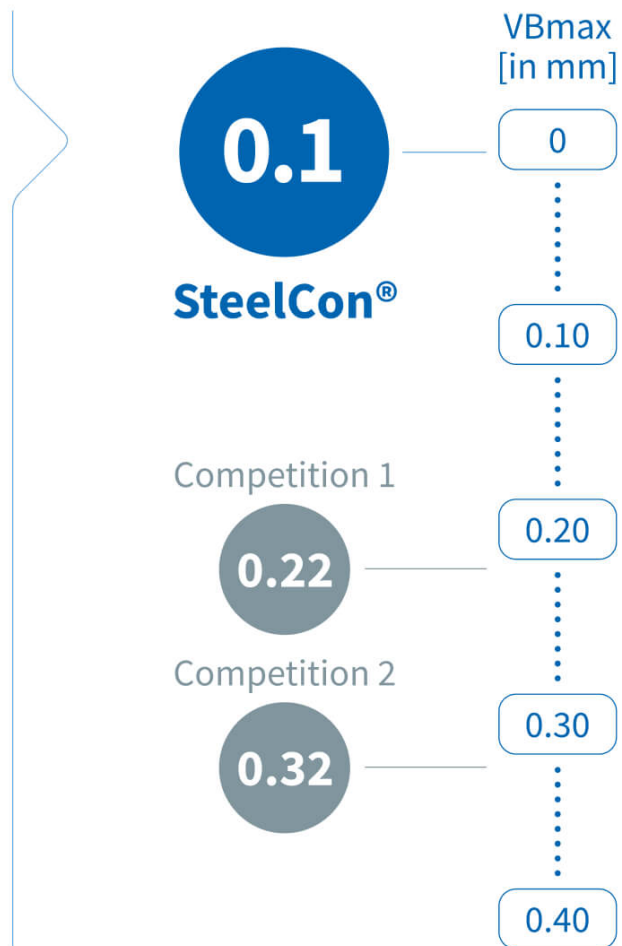 VBmax
[in mm]
0.1
0
SteelCon®
0.10
Competition 1
0.20
0.22
Competition 2
0.30
0.32
0.40